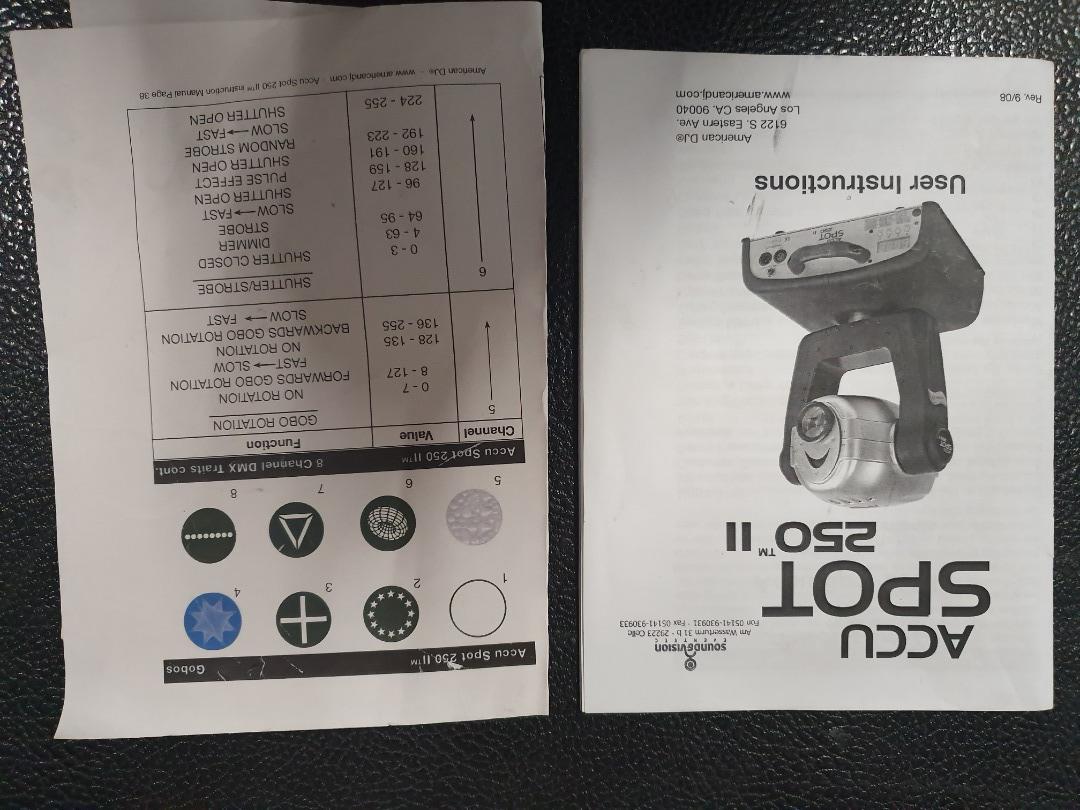 sound&vision
Am Wasserturm 31 b · 29223 Celle
Fon 05141-930931 · Fax 05141-930933
ACCU
SPOT
250™ II
SPOT
User Instructions
American DJ®
6122 S. Eastern Ave.
Los Angeles CA. 90040
www.americandj.com
Rev. 9/08
Accu Spot 250 II™ Gobos
1 2 3 4
5 6 7 8
Accu Spot 250 II™ 8 Channel DMX Traits cont.
Channel Value Function
5 GOBO ROTATION
0 - 7 NO ROTATION
8 - 127 FORWARDS GOBO ROTATION
FAST ↔ SLOW
128 - 135 NO ROTATION
136 - 255 BACKWARDS GOBO ROTATION
SLOW → FAST
6 SHUTTER/STROBE
0 - 3 SHUTTER CLOSED
4 - 63 DIMMER
64 - 95 STROBE
SLOW → FAST
96 - 127 SHUTTER OPEN
128 - 159 PULSE EFFECT
160 - 191 SHUTTER OPEN
192 - 223 RANDOM STROBE
SLOW → FAST
224 - 255 SHUTTER OPEN
American DJ® - www.americandj.com - Accu Spot 250 II™ Instruction Manual Page 38